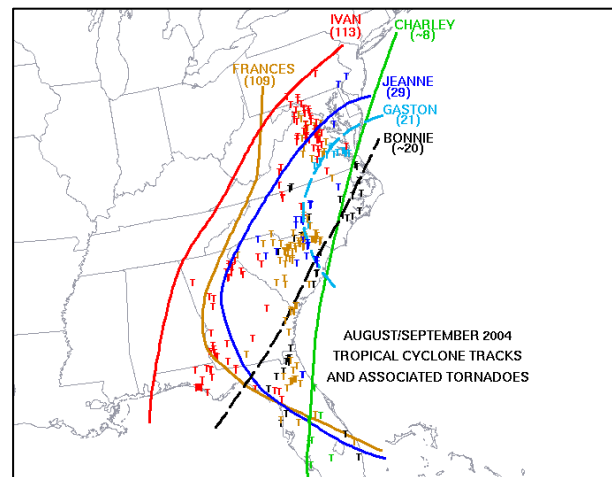 IVAN
(113)
CHARLEY
(~8)
FRANCES
(109)
JEANNE
(29)
GASTON
(21)
BONNIE
(~20)
AUGUST/SEPTEMBER 2004
TROPICAL CYCLONE TRACKS
AND ASSOCIATED TORNADOES